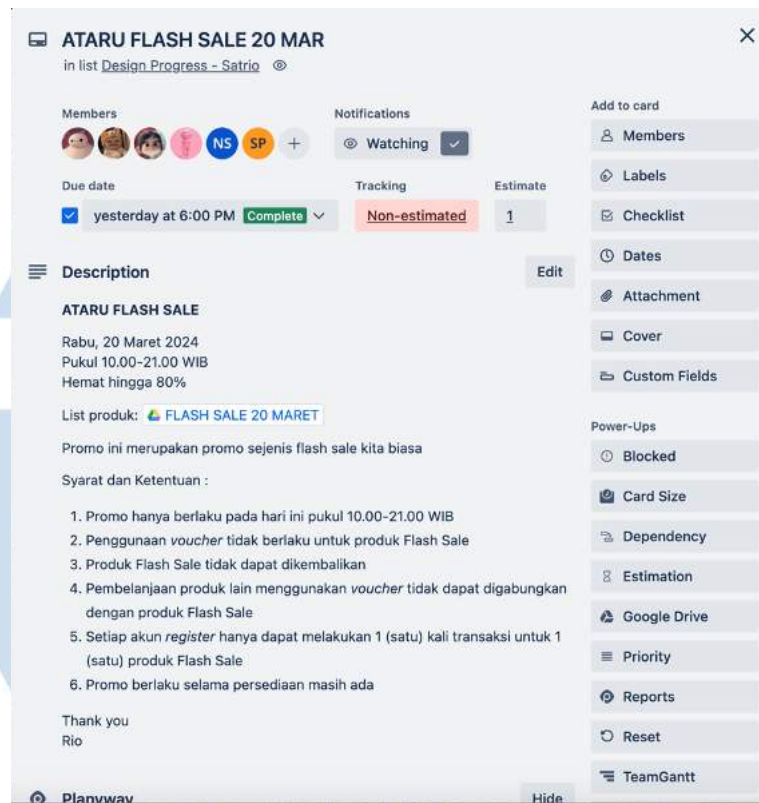 ATARU FLASH SALE 20 MAR
in list Design Progress - Satrio
Members
Notifications
NS
SP
+
Watching
Due date
Tracking
Estimate
yesterday at 6:00 PM Complete
Non-estimated
1
Description
Edit
ATARU FLASH SALE
Rabu, 20 Maret 2024
Pukul 10.00-21.00 WIB
Hemat hingga 80%
List produk: FLASH SALE 20 MARET
Promo ini merupakan promo sejenis flash sale kita biasa
Syarat dan Ketentuan :
1. Promo hanya berlaku pada hari ini pukul 10.00-21.00 WIB
2. Penggunaan voucher tidak berlaku untuk produk Flash Sale
3. Produk Flash Sale tidak dapat dikembalikan
4. Pembelanjaan produk lain menggunakan voucher tidak dapat digabungkan
dengan produk Flash Sale
5. Setiap akun register hanya dapat melakukan 1 (satu) kali transaksi untuk 1
(satu) produk Flash Sale
6. Promo berlaku selama persediaan masih ada
Thank you
Rio
Planyway
Hide
Add to card
Members
Labels
Checklist
Dates
Attachment
Cover
Custom Fields
Power-Ups
Blocked
Card Size
Dependency
Estimation
Google Drive
Priority
Reports
Reset
TeamGantt